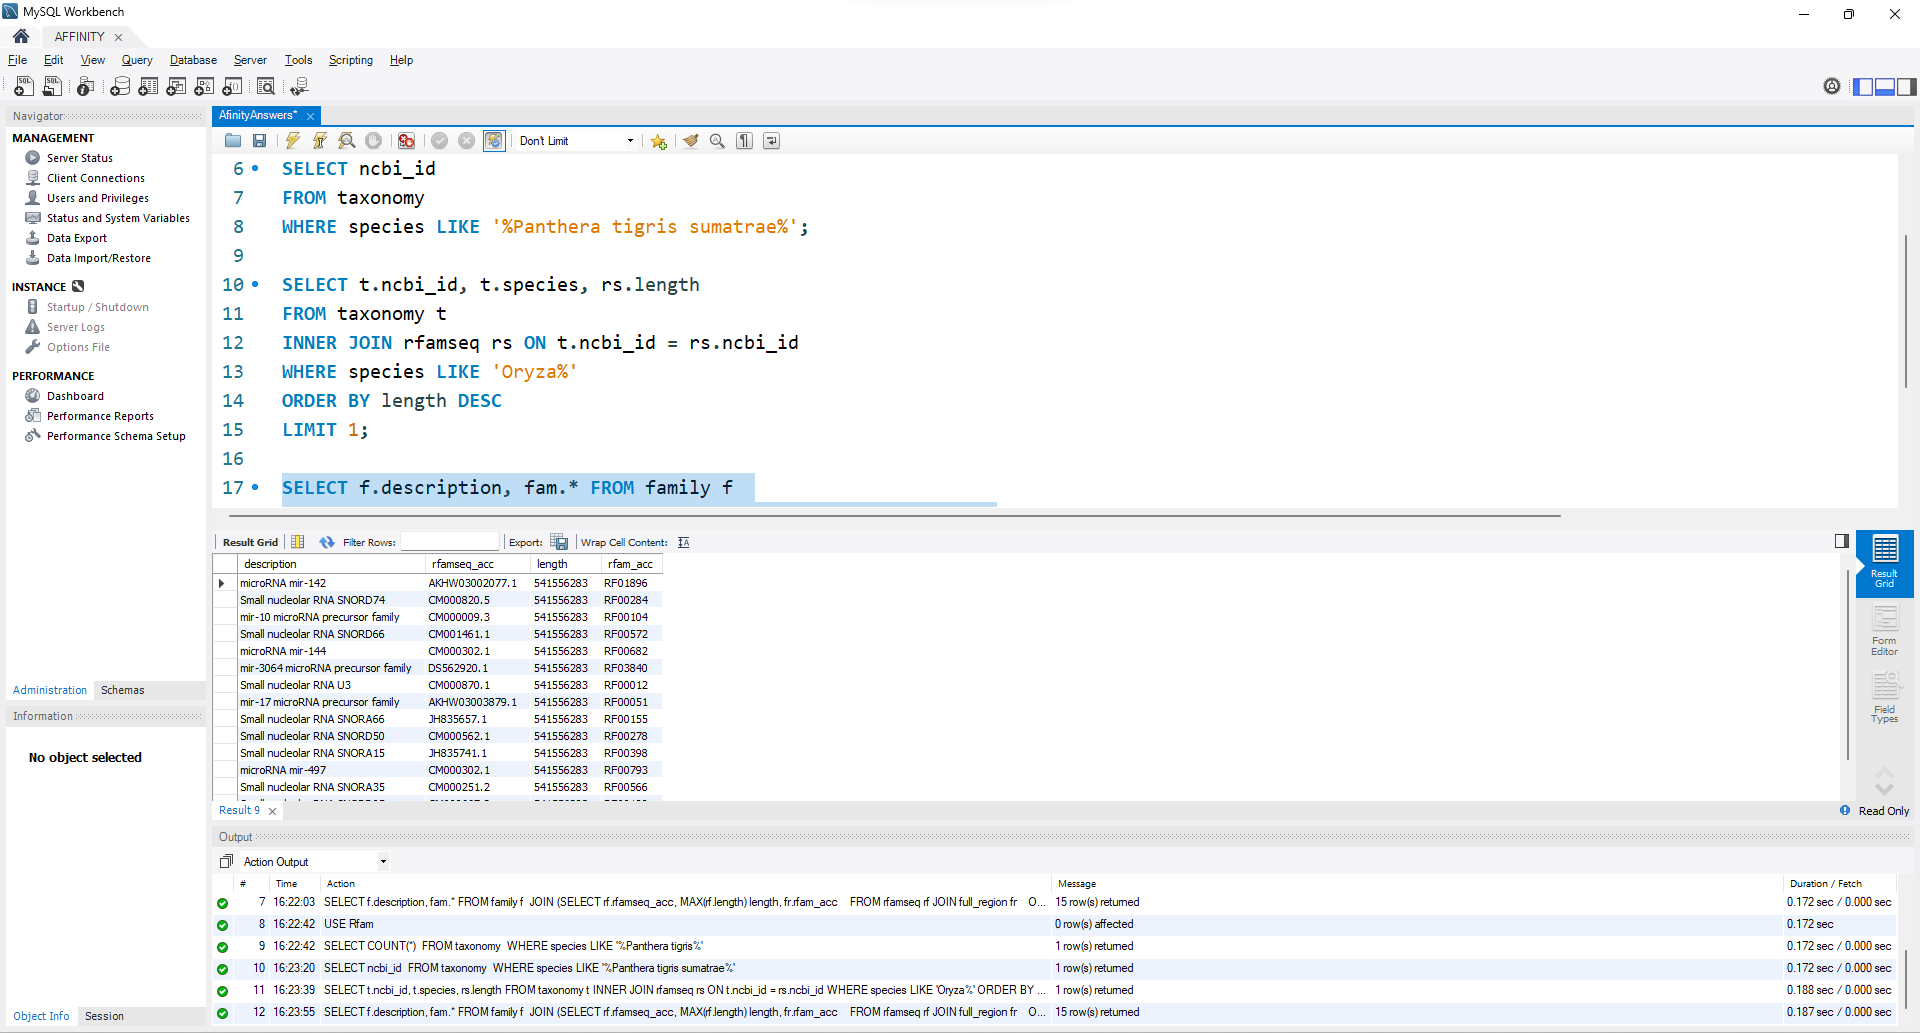 MySQL Workbench
AFFINITY
File Edit View Query Database Server Tools Scripting Help
Navigator
MANAGEMENT
Server Status
Client Connections
Users and Privileges
Status and System Variables
Data Export
Data Import/Restore
INSTANCE
Startup / Shutdown
Server Logs
Options File
PERFORMANCE
Dashboard
Performance Reports
Performance Schema Setup
Administration Schemas
Information
No object selected
Object Info Session
AfinityAnswers*
Don't Limit
6 SELECT ncbi_id
7 FROM taxonomy
8 WHERE species LIKE '%Panthera tigris sumatrae%';
9
10 SELECT t.ncbi_id, t.species, rs.length
11 FROM taxonomy t
12 INNER JOIN rfamseq rs ON t.ncbi_id = rs.ncbi_id
13 WHERE species LIKE 'Oryza%'
14 ORDER BY length DESC
15 LIMIT 1;
16
17 SELECT f.description, fam.* FROM family f
Result Grid Filter Rows: Export: Wrap Cell Content:
description rfamseq_acc length rfam_acc
microRNA mir-142 AKHW03002077.1 541556283 RF01896
Small nucleolar RNA SNORD74 CM000820.5 541556283 RF00284
mir-10 microRNA precursor family CM000009.3 541556283 RF00104
Small nucleolar RNA SNORD66 CM001461.1 541556283 RF00572
microRNA mir-144 CM000302.1 541556283 RF00682
mir-3064 microRNA precursor family DS562920.1 541556283 RF03840
Small nucleolar RNA U3 CM000870.1 541556283 RF00012
mir-17 microRNA precursor family AKHW03003879.1 541556283 RF00051
Small nucleolar RNA SNORA66 JH835657.1 541556283 RF00155
Small nucleolar RNA SNORD50 CM000562.1 541556283 RF00278
Small nucleolar RNA SNORA15 JH835741.1 541556283 RF00398
microRNA mir-497 CM000302.1 541556283 RF00793
Small nucleolar RNA SNORA35 CM000251.2 541556283 RF00566
Result Grid
Form Editor
Field Types
Result 9
Read Only
Output
Action Output
# Time Action Message Duration / Fetch
7 16:22:03 SELECT f.description, fam.* FROM family f JOIN (SELECT rf.rfamseq_acc, MAX(rf.length) length, fr.rfam_acc FROM rfamseq rf JOIN full_region fr O... 15 row(s) returned 0.172 sec / 0.000 sec
8 16:22:42 USE Rfam 0 row(s) affected 0.172 sec
9 16:22:42 SELECT COUNT(*) FROM taxonomy WHERE species LIKE '%Panthera tigris%' 1 row(s) returned 0.172 sec / 0.000 sec
10 16:23:20 SELECT ncbi_id FROM taxonomy WHERE species LIKE '%Panthera tigris sumatrae%' 1 row(s) returned 0.172 sec / 0.000 sec
11 16:23:39 SELECT t.ncbi_id, t.species, rs.length FROM taxonomy t INNER JOIN rfamseq rs ON t.ncbi_id = rs.ncbi_id WHERE species LIKE 'Oryza%' ORDER BY ... 1 row(s) returned 0.188 sec / 0.000 sec
12 16:23:55 SELECT f.description, fam.* FROM family f JOIN (SELECT rf.rfamseq_acc, MAX(rf.length) length, fr.rfam_acc FROM rfamseq rf JOIN full_region fr O... 15 row(s) returned 0.187 sec / 0.000 sec